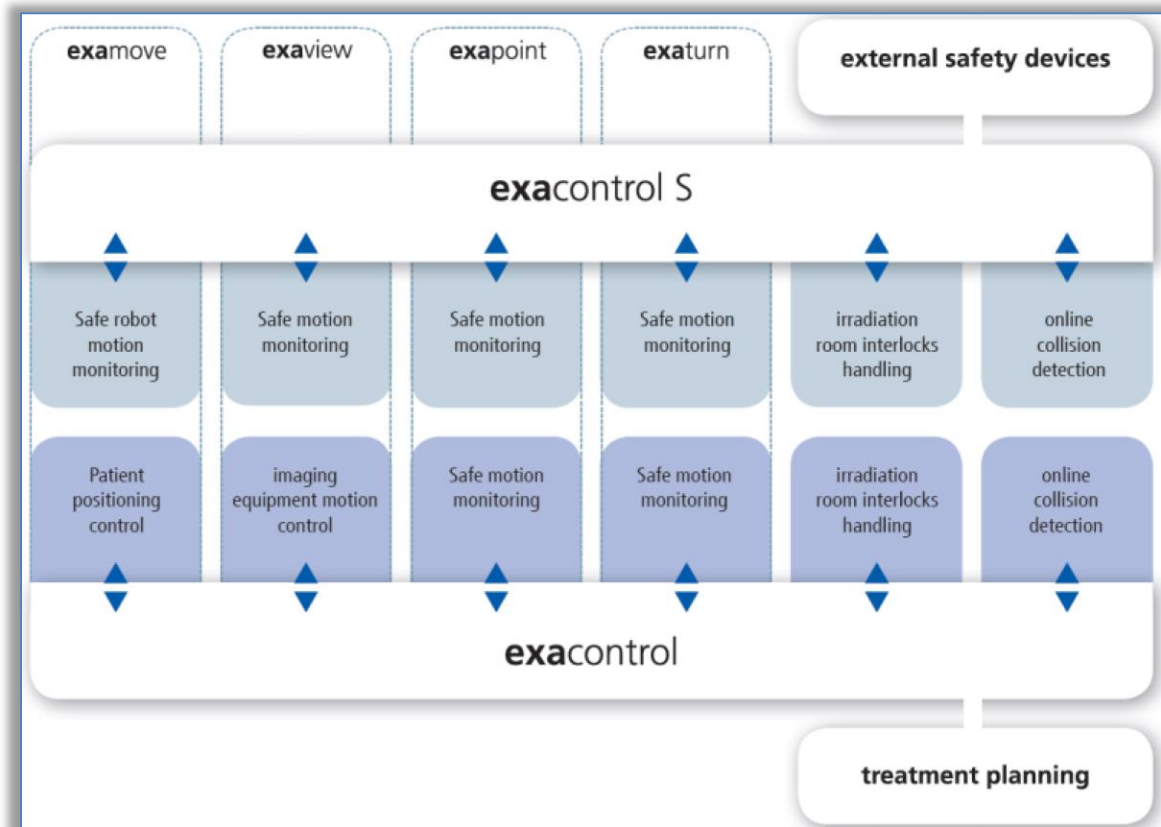 examove
exaview
exapoint
exaturn
external safety devices
exacontrol S
Safe robot
motion
monitoring
Safe motion
monitoring
Safe motion
monitoring
Safe motion
monitoring
irradiation
room interlocks
handling
online
collision
detection
Patient
positioning
control
imaging
equipment motion
control
Safe motion
monitoring
Safe motion
monitoring
irradiation
room interlocks
handling
online
collision
detection
exacontrol
treatment planning